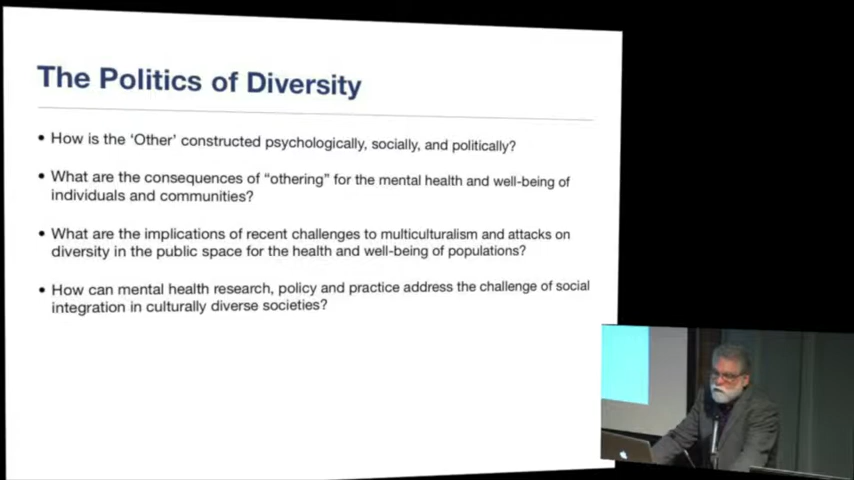 The Politics of Diversity
• How is the ‘Other’ constructed psychologically, socially, and politically?
• What are the consequences of “othering” for the mental health and well-being of
individuals and communities?
• What are the implications of recent challenges to multiculturalism and attacks on
diversity in the public space for the health and well-being of populations?
• How can mental health research, policy and practice address the challenge of social
integration in culturally diverse societies?